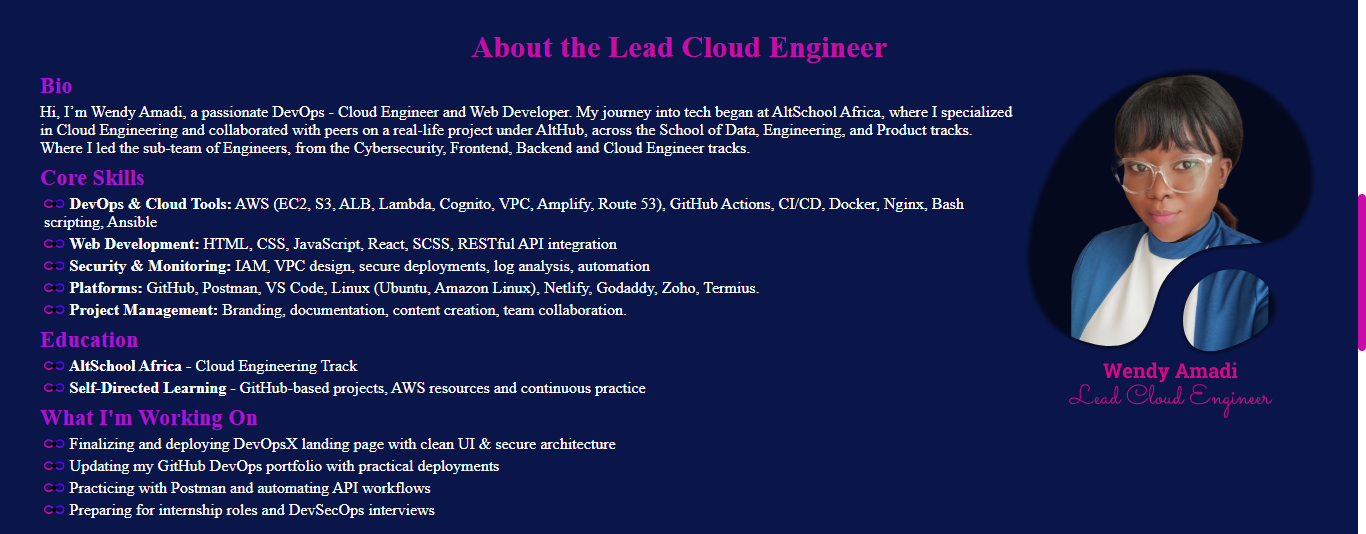 About the Lead Cloud Engineer
Bio
Hi, I’m Wendy Amadi, a passionate DevOps - Cloud Engineer and Web Developer. My journey into tech began at AltSchool Africa, where I specialized
in Cloud Engineering and collaborated with peers on a real-life project under AltHub, across the School of Data, Engineering, and Product tracks.
Where I led the sub-team of Engineers, from the Cybersecurity, Frontend, Backend and Cloud Engineer tracks.
Core Skills
DevOps & Cloud Tools: AWS (EC2, S3, ALB, Lambda, Cognito, VPC, Amplify, Route 53), GitHub Actions, CI/CD, Docker, Nginx, Bash
scripting, Ansible
Web Development: HTML, CSS, JavaScript, React, SCSS, RESTful API integration
Security & Monitoring: IAM, VPC design, secure deployments, log analysis, automation
Platforms: GitHub, Postman, VS Code, Linux (Ubuntu, Amazon Linux), Netlify, Godaddy, Zoho, Termius.
Project Management: Branding, documentation, content creation, team collaboration.
Education
AltSchool Africa - Cloud Engineering Track
Self-Directed Learning - GitHub-based projects, AWS resources and continuous practice
What I'm Working On
Finalizing and deploying DevOpsX landing page with clean UI & secure architecture
Updating my GitHub DevOps portfolio with practical deployments
Practicing with Postman and automating API workflows
Preparing for internship roles and DevSecOps interviews
Wendy Amadi
Lead Cloud Engineer